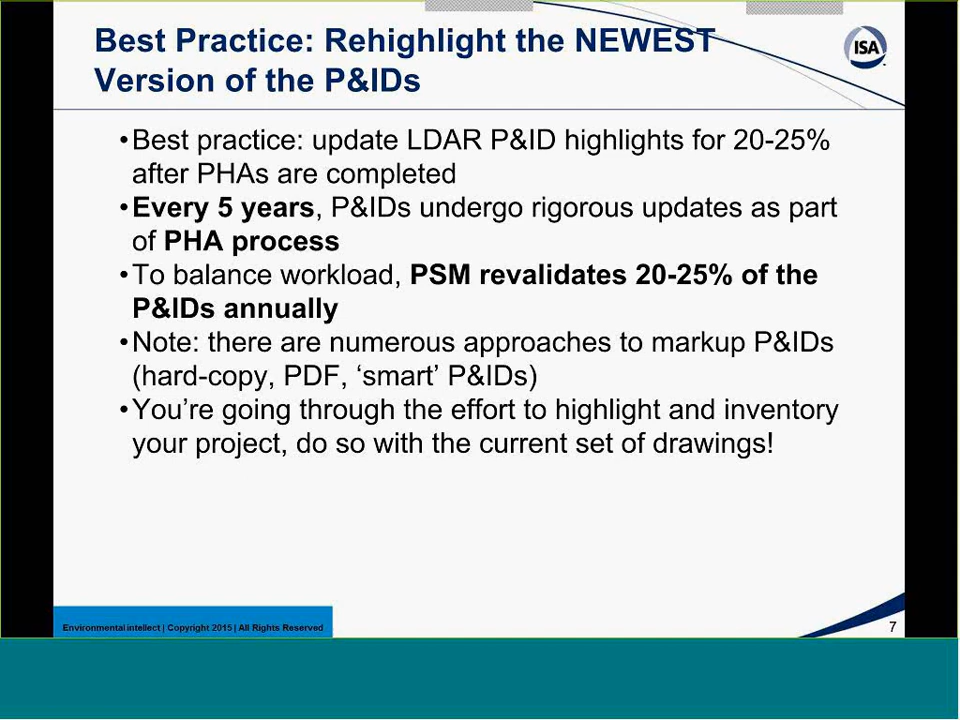 Best Practice: Rehighlight the NEWEST
Version of the P&IDs
ISA
•Best practice: update LDAR P&ID highlights for 20-25%
after PHAs are completed
•Every 5 years, P&IDs undergo rigorous updates as part
of PHA process
•To balance workload, PSM revalidates 20-25% of the
P&IDs annually
•Note: there are numerous approaches to markup P&IDs
(hard-copy, PDF, ‘smart’ P&IDs)
•You’re going through the effort to highlight and inventory
your project, do so with the current set of drawings!
Environmental intellect | Copyright 2015 | All Rights Reserved
7